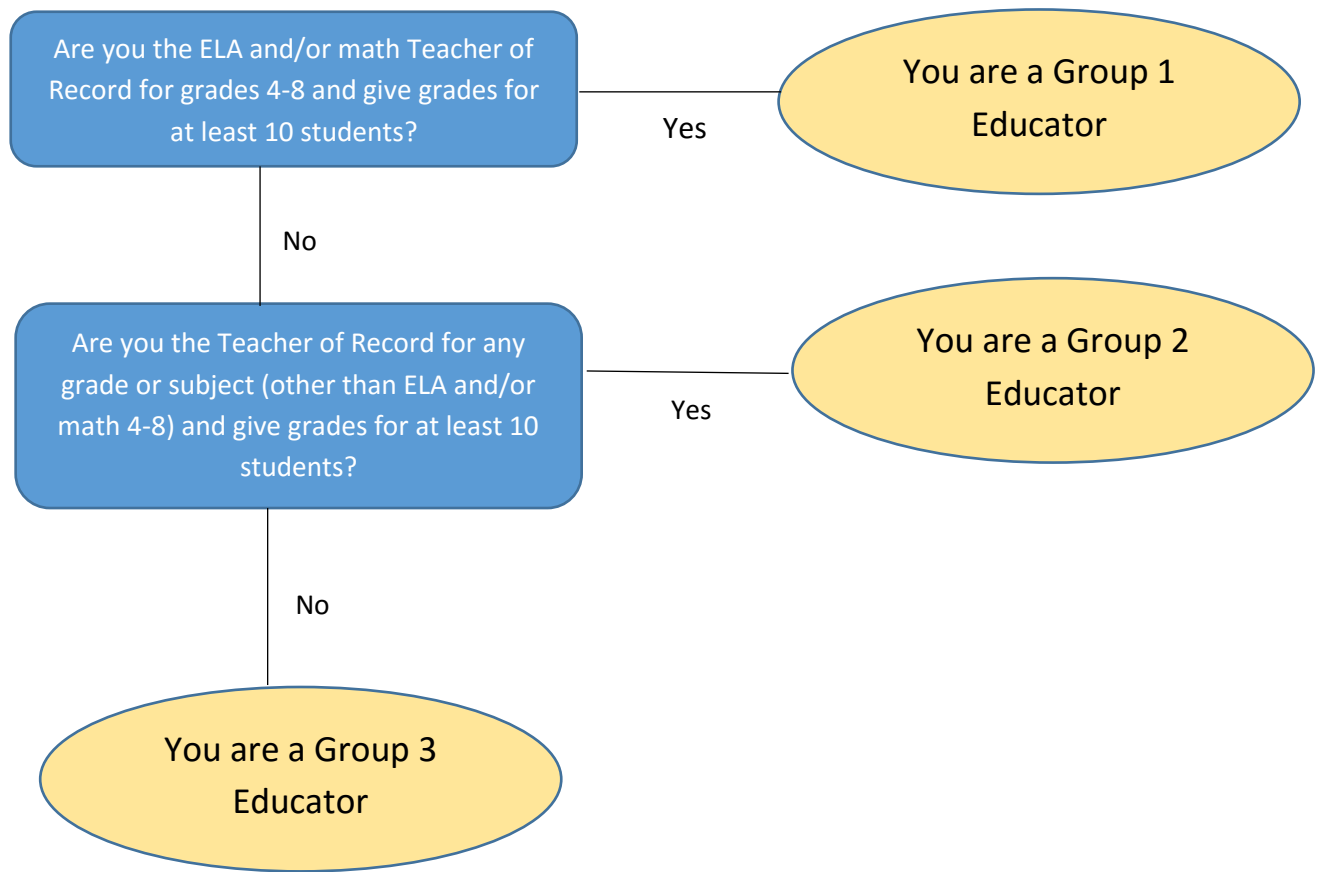 Are you the ELA and/or math Teacher of
Record for grades 4-8 and give grades for
at least 10 students?
Yes
You are a Group 1
Educator
No
Are you the Teacher of Record for any
grade or subject (other than ELA and/or
math 4-8) and give grades for at least 10
students?
Yes
You are a Group 2
Educator
No
You are a Group 3
Educator